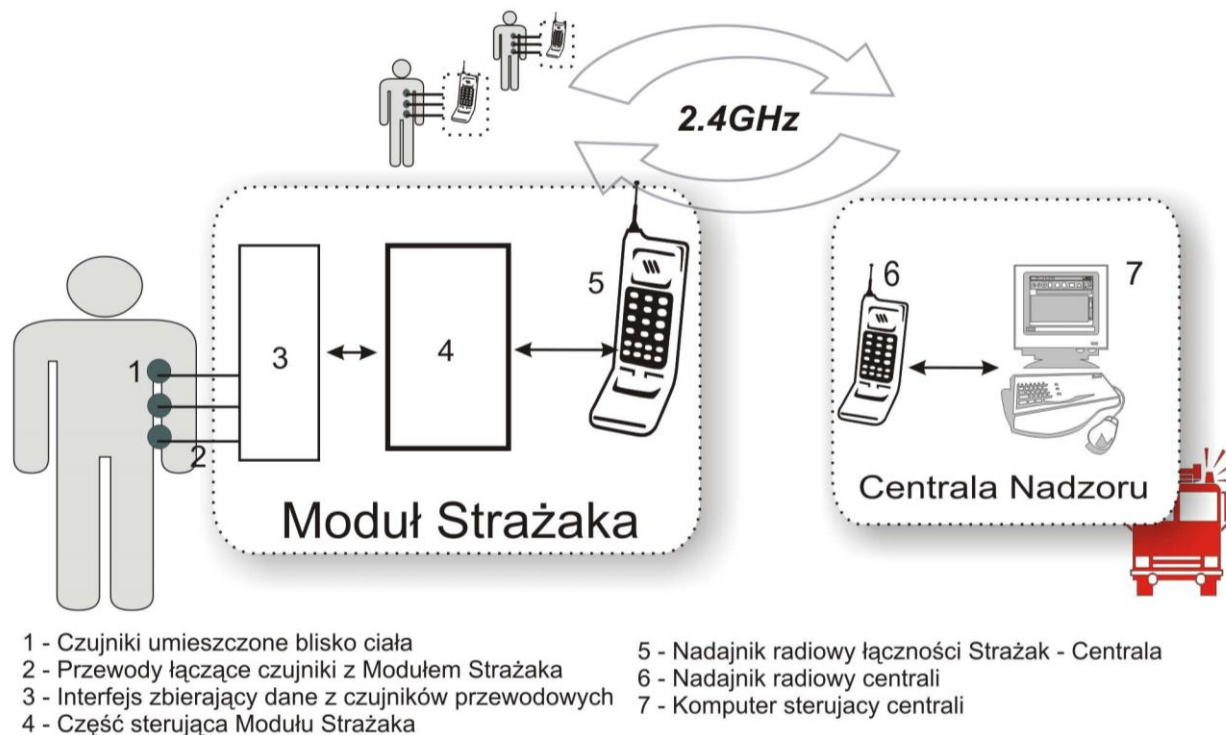 2.4GHz
1
2
3
4
5
Moduł Strażaka
6
7
Centrala Nadzoru
1 - Czujniki umieszczone blisko ciała
2 - Przewody łączące czujniki z Modułem Strażaka
3 - Interfejs zbierający dane z czujników przewodowych
4 - Część sterująca Modułu Strażaka
5 - Nadajnik radiowy łączności Strażak - Centrala
6 - Nadajnik radiowy centrali
7 - Komputer sterujacy centrali